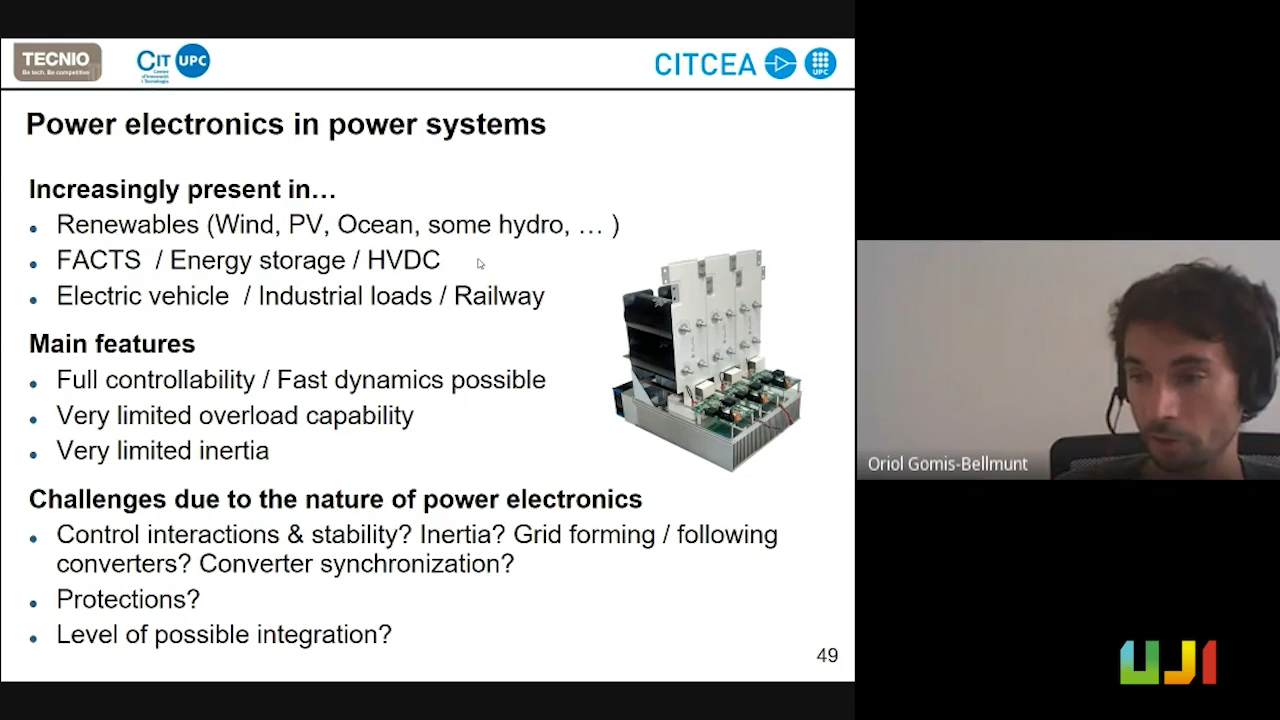 TECNIO
Be tech. Be competitive
CIT UPC
Centre
d'Innovació
i Tecnologia
CITCEA UPC
Power electronics in power systems
Increasingly present in…
• Renewables (Wind, PV, Ocean, some hydro, … )
• FACTS / Energy storage / HVDC
• Electric vehicle / Industrial loads / Railway
Main features
• Full controllability / Fast dynamics possible
• Very limited overload capability
• Very limited inertia
Challenges due to the nature of power electronics
• Control interactions & stability? Inertia? Grid forming / following
converters? Converter synchronization?
• Protections?
• Level of possible integration?
49
Oriol Gomis-Bellmunt
UJI